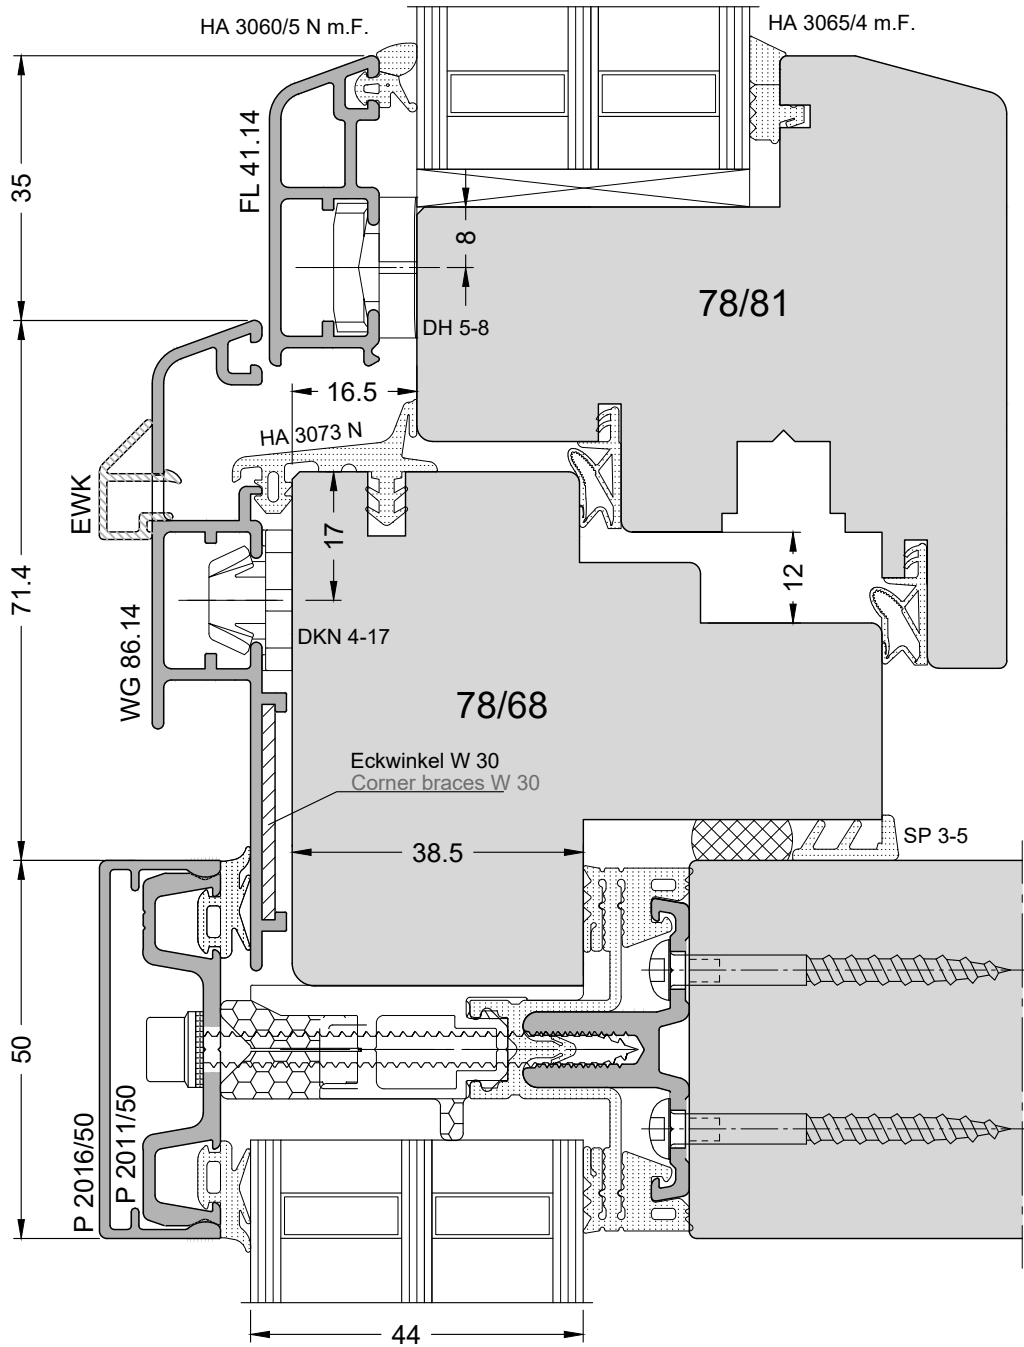 HA 3060/5 N m.F.
HA 3065/4 m.F.
FL 41.14
35
8
78/81
DH 5-8
16.5
HA 3073 N
EWK
17
12
71.4
WG 86.14
DKN 4-17
78/68
Eckwinkel W 30
Corner braces W 30
SP 3-5
38.5
50
P 2016/50
P 2011/50
44